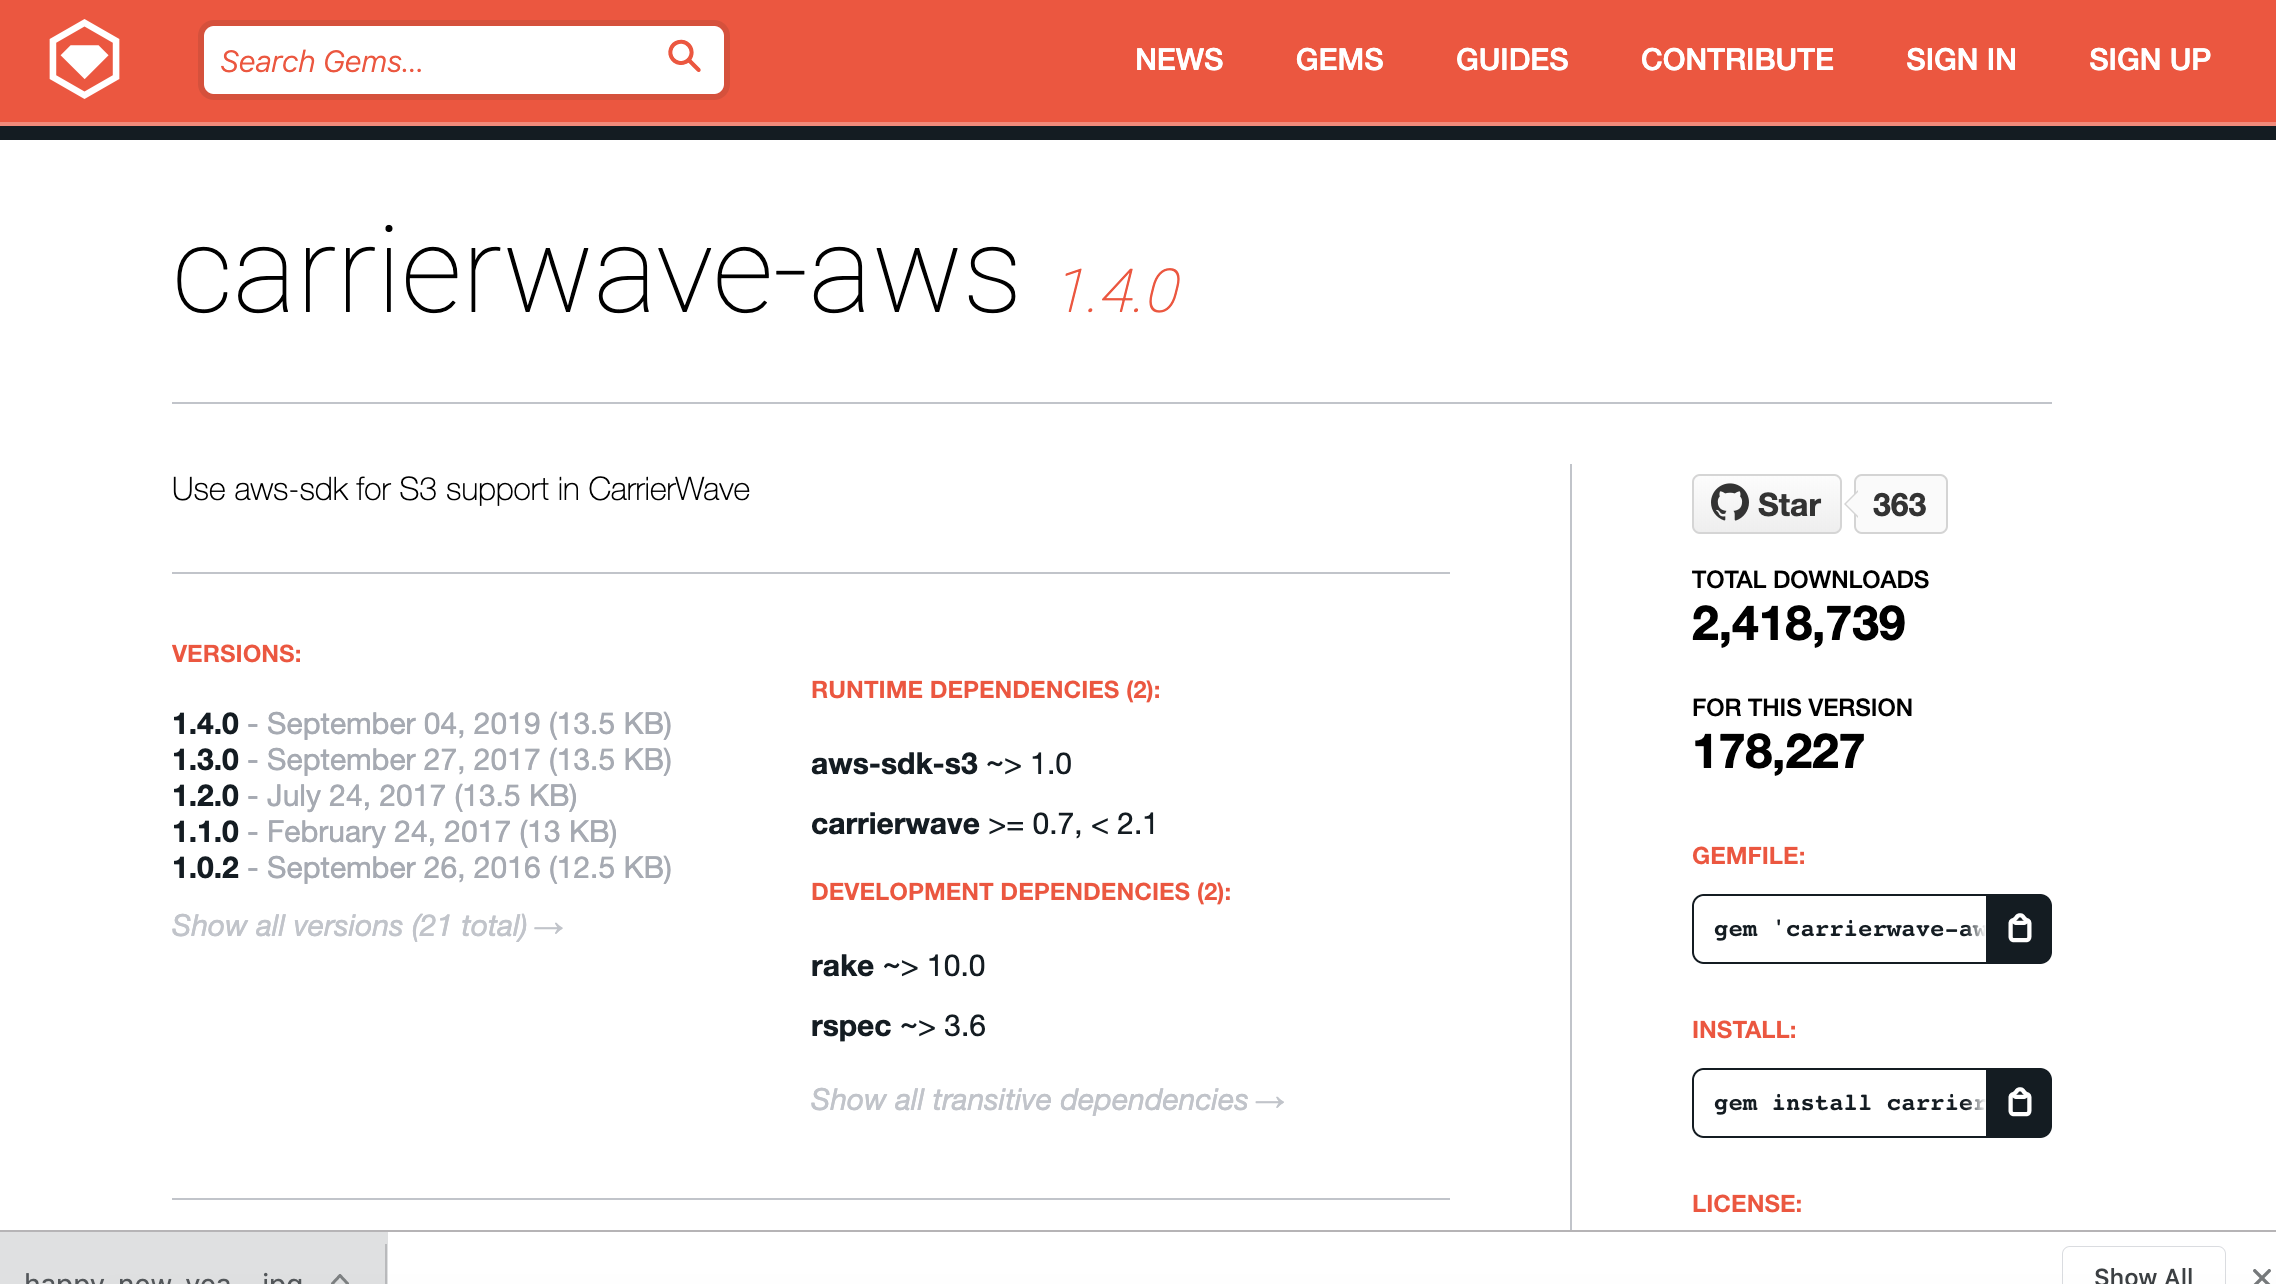 Search Gems...
NEWS GEMS GUIDES CONTRIBUTE SIGN IN SIGN UP
carrierwave-aws 1.4.0
Use aws-sdk for S3 support in CarrierWave
VERSIONS:
1.4.0 - September 04, 2019 (13.5 KB)
1.3.0 - September 27, 2017 (13.5 KB)
1.2.0 - July 24, 2017 (13.5 KB)
1.1.0 - February 24, 2017 (13 KB)
1.0.2 - September 26, 2016 (12.5 KB)
Show all versions (21 total) →
RUNTIME DEPENDENCIES (2):
aws-sdk-s3 ~> 1.0
carrierwave >= 0.7, < 2.1
DEVELOPMENT DEPENDENCIES (2):
rake ~> 10.0
rspec ~> 3.6
Show all transitive dependencies →
Star 363
TOTAL DOWNLOADS
2,418,739
FOR THIS VERSION
178,227
GEMFILE:
gem 'carrierwave-aw
INSTALL:
gem install carrier
LICENSE:
Show All